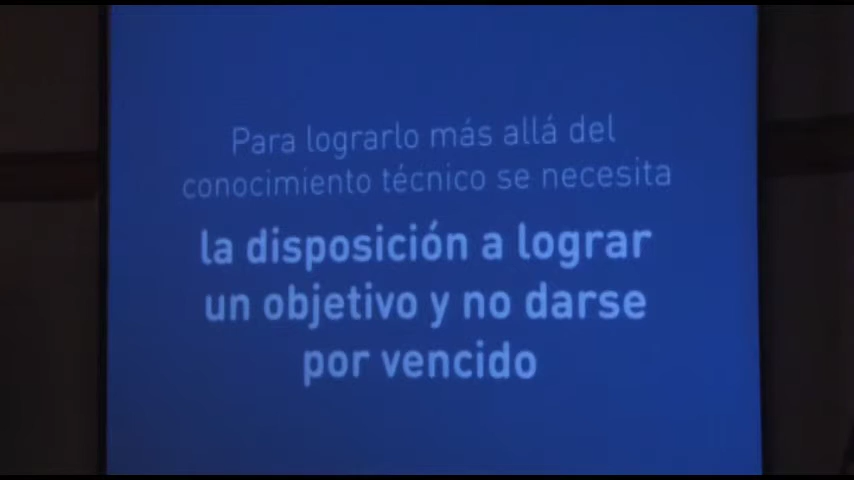 Para lograrlo más allá del
conocimiento técnico se necesita
la disposición a lograr
un objetivo y no darse
por vencido